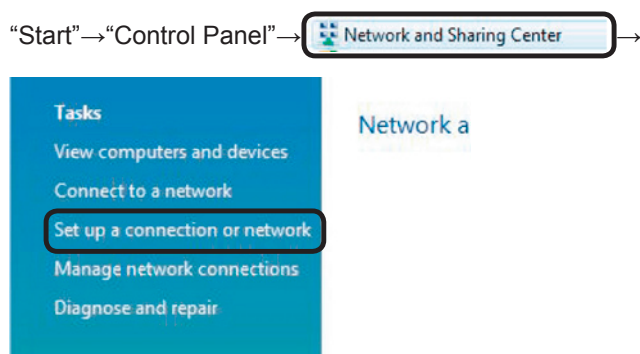 “Start”→“Control Panel”→ Network and Sharing Center →
Tasks
View computers and devices
Connect to a network
Set up a connection or network
Manage network connections
Diagnose and repair
Network a